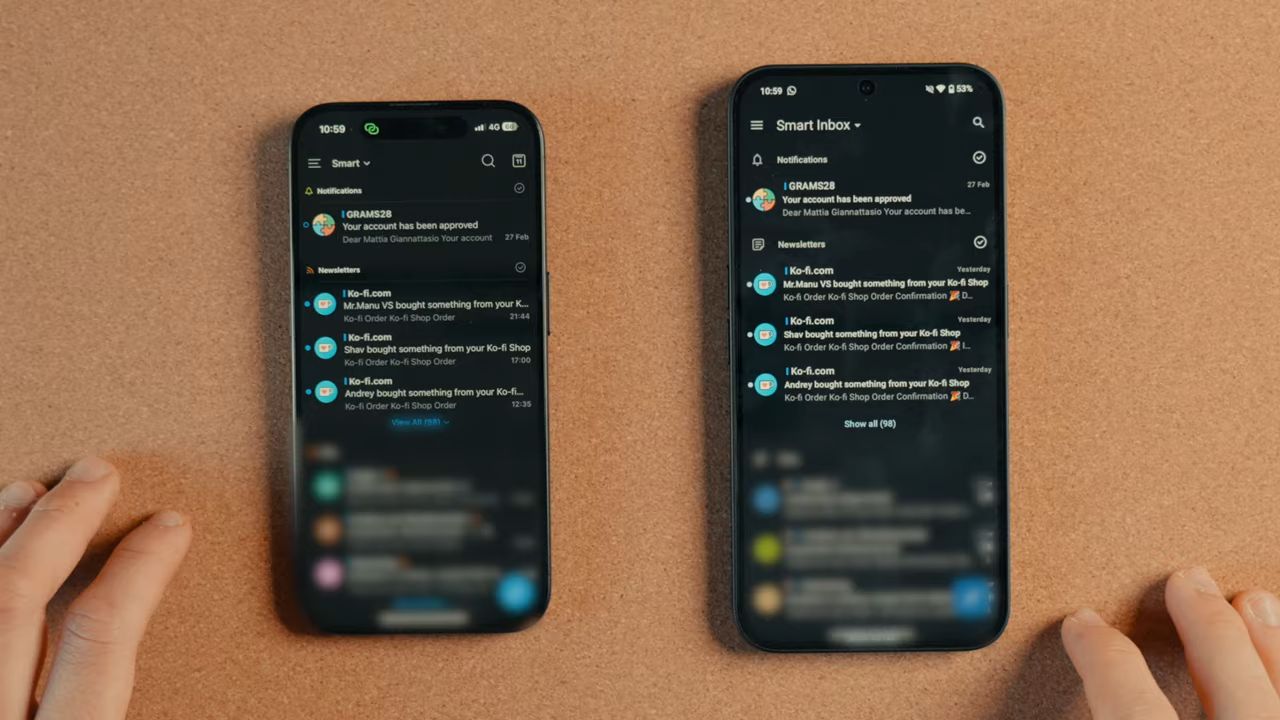 10:59
4G 66
Smart
11
Notifications
GRAMS28
Your account has been approved
Dear Mattia Giannattasio Your account
27 Feb
Newsletters
Ko-fi.com
Mr.Manu VS bought something from your K...
Ko-fi Order Ko-fi Shop Order
21:44
Ko-fi.com
Shav bought something from your Ko-fi Shop
Ko-fi Order Ko-fi Shop Order
17:00
Ko-fi.com
Andrey bought something from your Ko-fi...
Ko-fi Order Ko-fi Shop Order
12:35
View All (98)
10:59
53%
Smart Inbox
Notifications
GRAMS28
27 Feb
Your account has been approved
Dear Mattia Giannattasio Your account has be...
Newsletters
Ko-fi.com
Yesterday
Mr.Manu VS bought something from your Ko-fi Shop
Ko-fi Order Ko-fi Shop Order Confirmation 🎉 D...
Ko-fi.com
Yesterday
Shav bought something from your Ko-fi Shop
Ko-fi Order Ko-fi Shop Order Confirmation 🎉 I...
Ko-fi.com
Yesterday
Andrey bought something from your Ko-fi Shop
Ko-fi Order Ko-fi Shop Order Confirmation 🎉 D...
Show all (98)